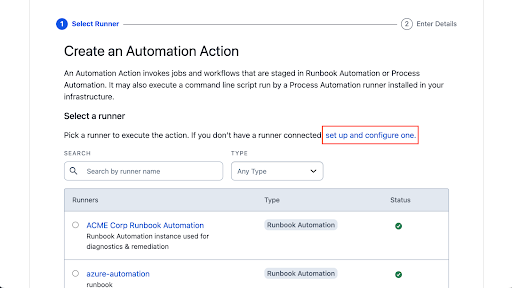 1 Select Runner
2 Enter Details
Create an Automation Action
An Automation Action invokes jobs and workflows that are staged in Runbook Automation or Process
Automation. It may also execute a command line script run by a Process Automation runner installed in your
infrastructure.
Select a runner
Pick a runner to execute the action. If you don't have a runner connected set up and configure one.
SEARCH
TYPE
Search by runner name
Any Type
Runners
Type
Status
ACME Corp Runbook Automation
Runbook Automation
Runbook Automation instance used for
diagnostics & remediation
azure-automation
Runbook Automation
runbook